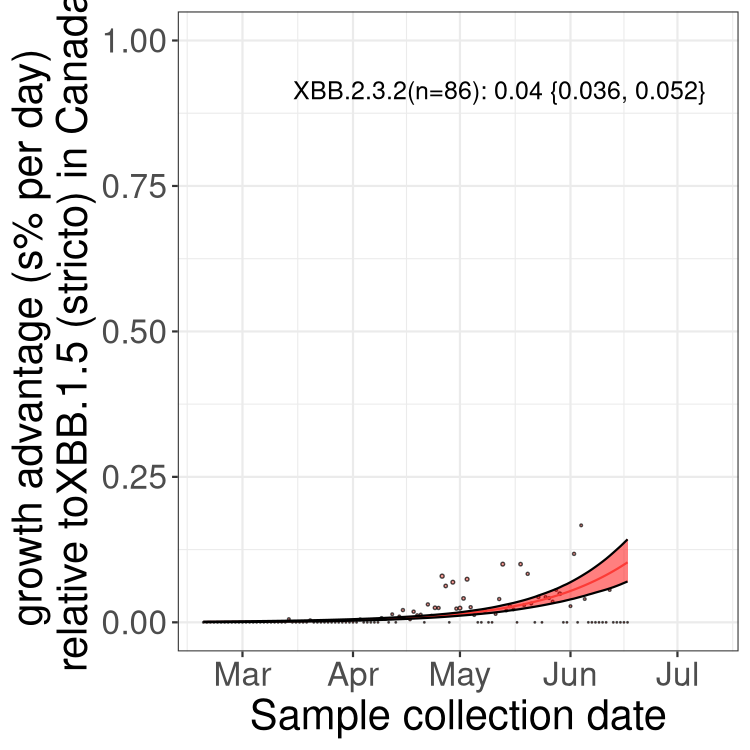 growth advantage (s% per day)
relative toXBB.1.5 (stricto) in Canada
1.00
0.75
0.50
0.25
0.00
XBB.2.3.2(n=86): 0.04 {0.036, 0.052}
Mar Apr May Jun Jul
Sample collection date